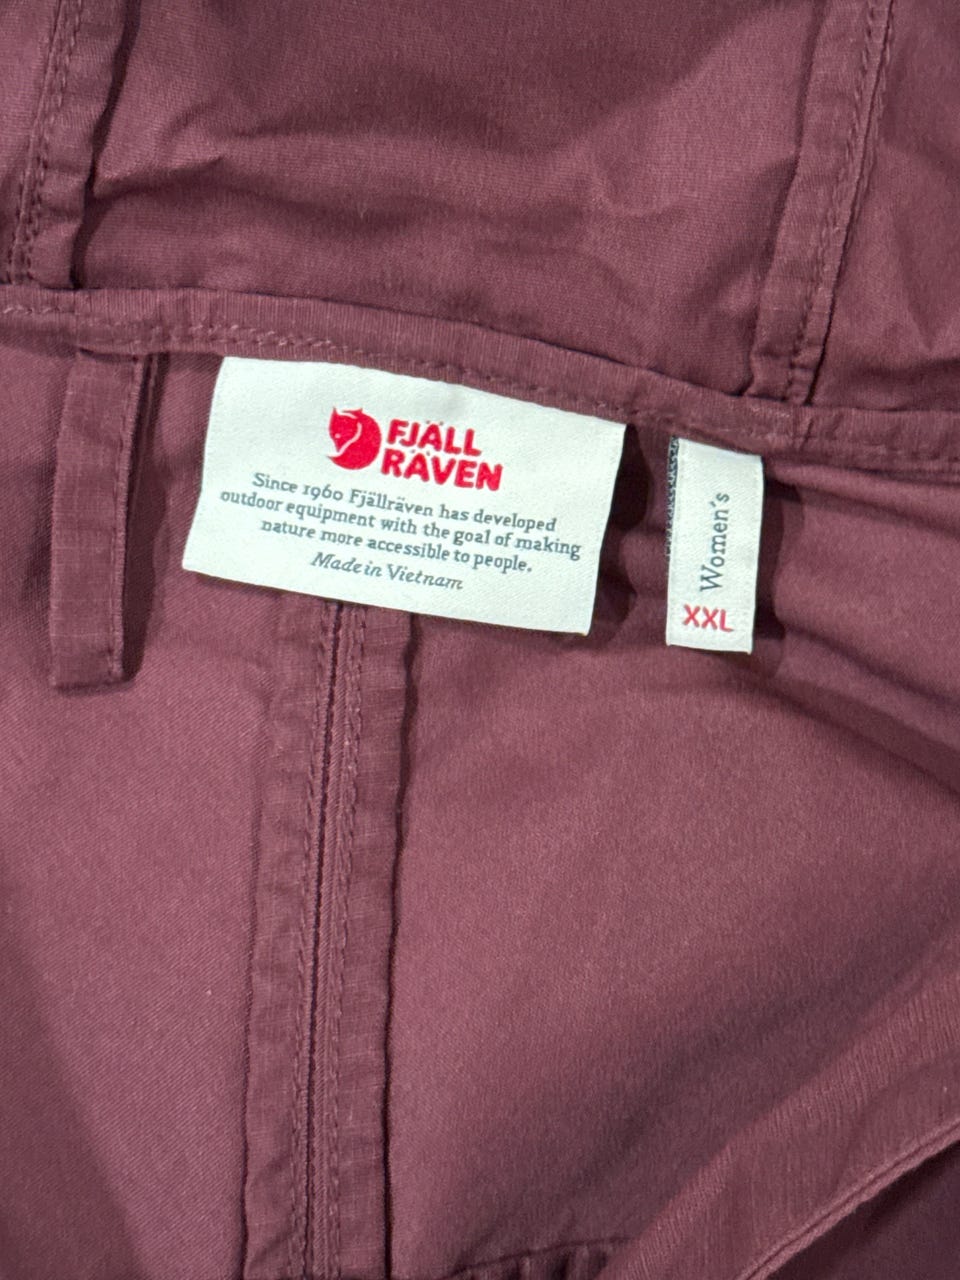 FJÄLL
RÄVEN
Since 1960 Fjällräven has developed
outdoor equipment with the goal of making
nature more accessible to people.
Made in Vietnam
Women's
XXL